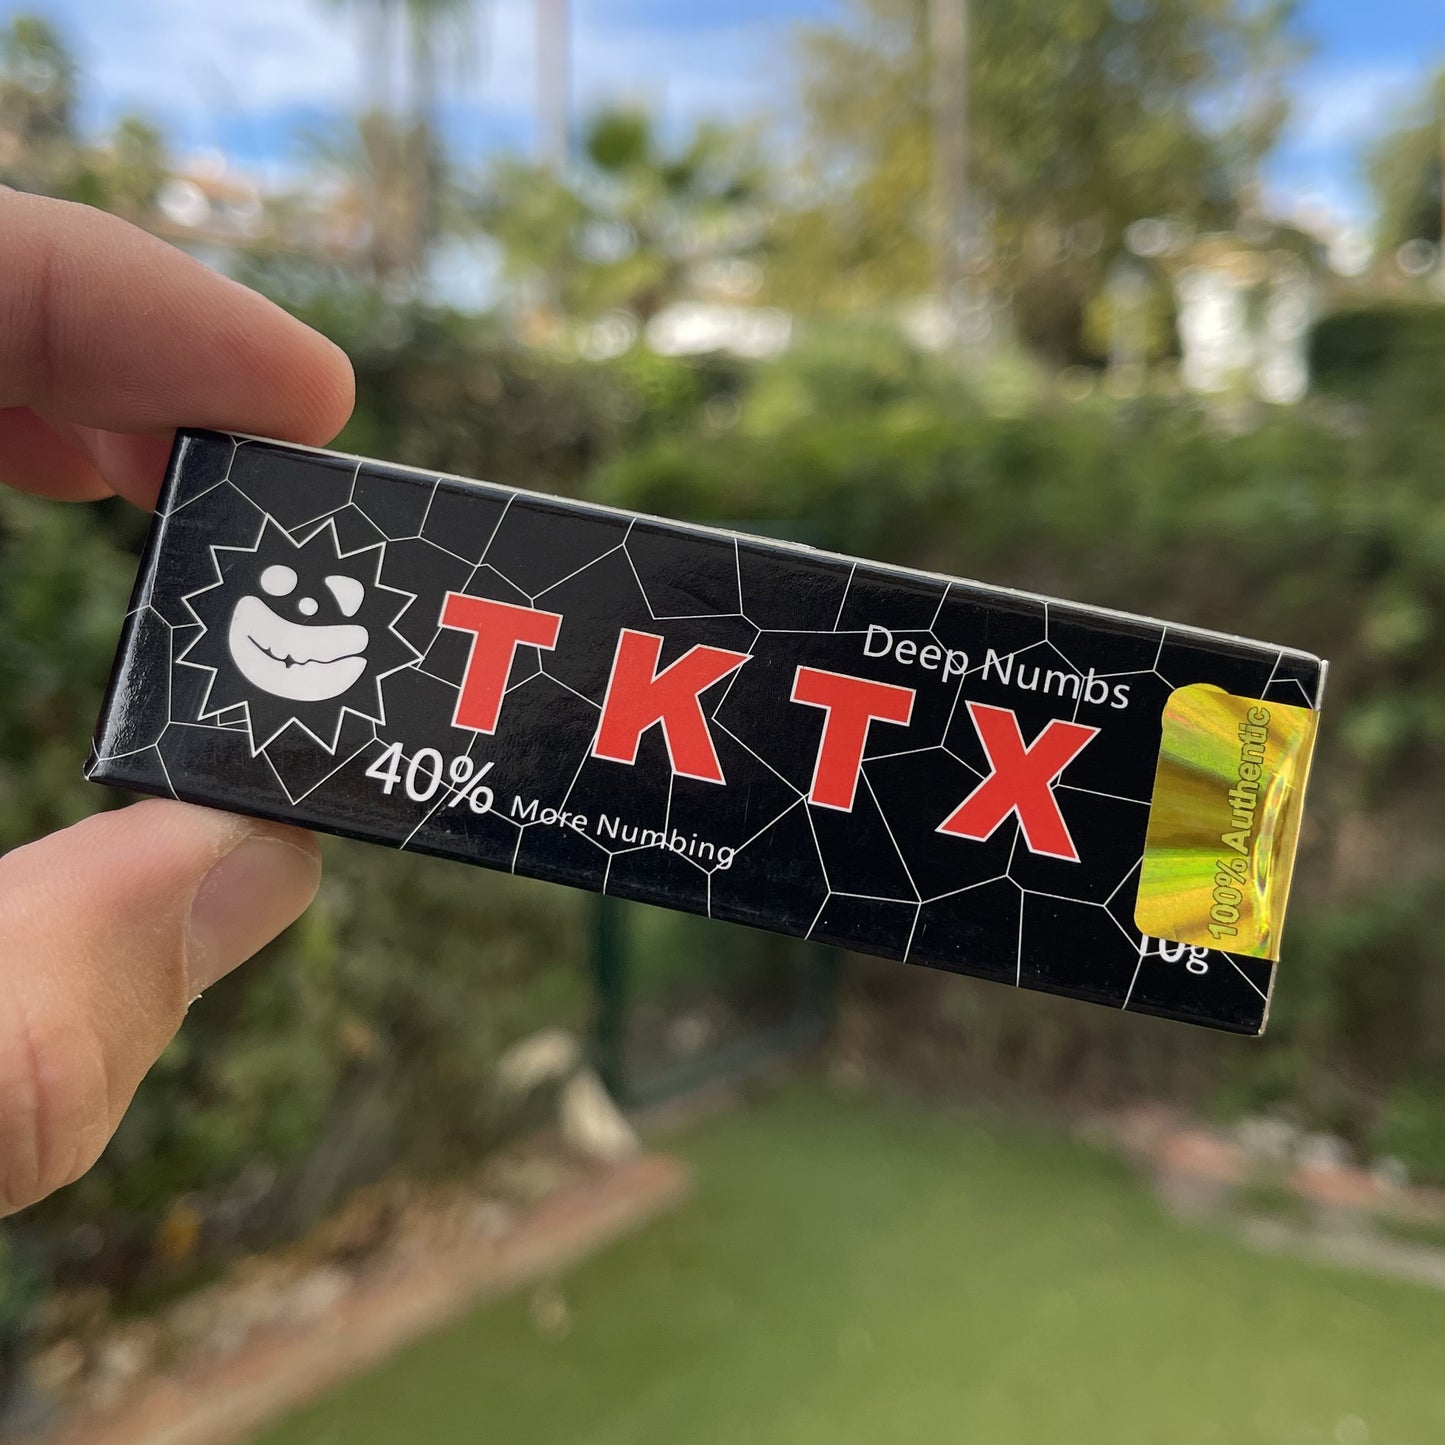 Deep Numbs
TKTX
40% More Numbing
100% Authentic
10g